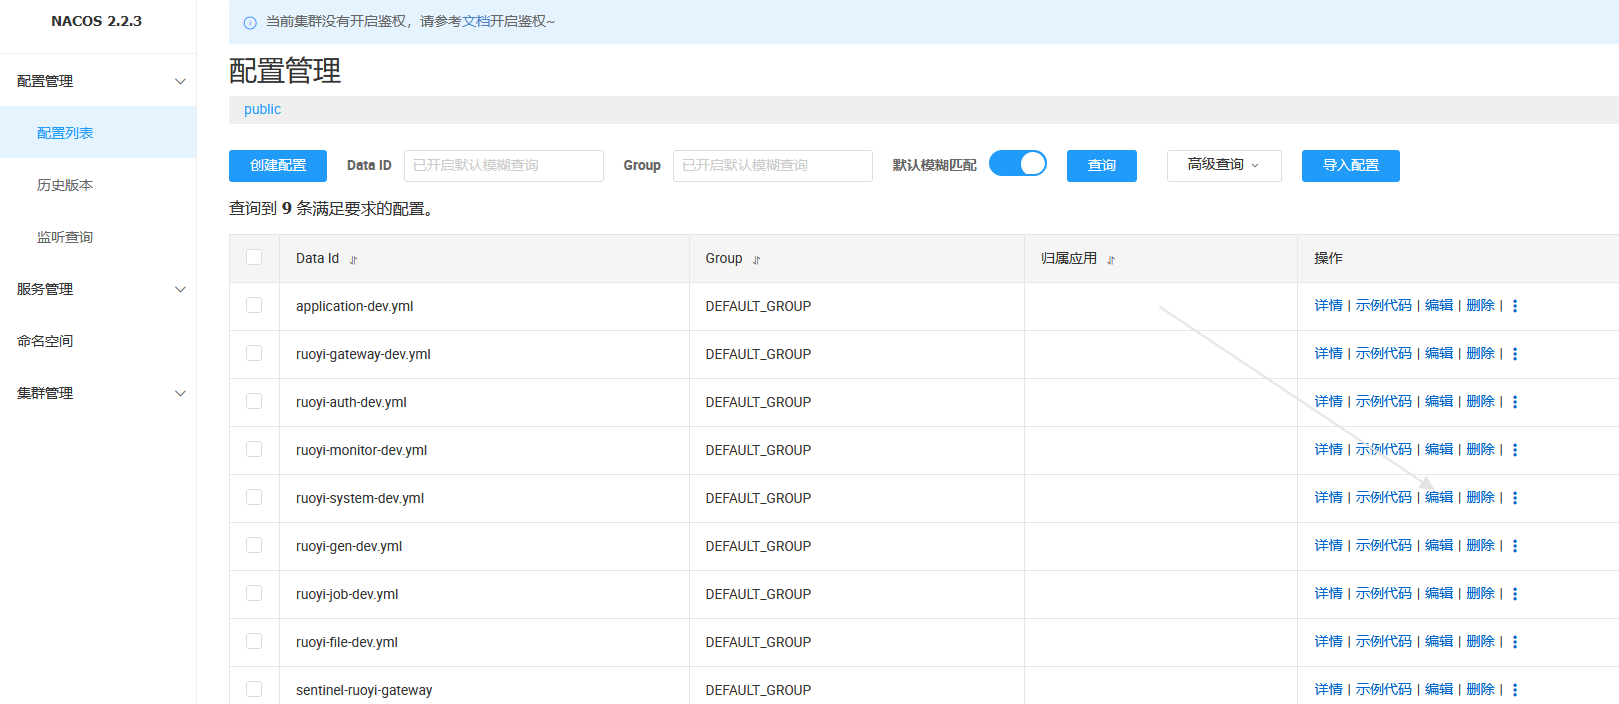 NACOS 2.2.3
配置管理
配置列表
历史版本
监听查询
服务管理
命名空间
集群管理
当前集群没有开启鉴权，请参考文档开启鉴权~
配置管理
public
创建配置 Data ID 已开启默认模糊查询 Group 已开启默认模糊查询 默认模糊匹配 查询 高级查询 导入配置
查询到 9 条满足要求的配置。
Data Id Group 归属应用 操作
application-dev.yml DEFAULT_GROUP 详情 | 示例代码 | 编辑 | 删除 |
ruoyi-gateway-dev.yml DEFAULT_GROUP 详情 | 示例代码 | 编辑 | 删除 |
ruoyi-auth-dev.yml DEFAULT_GROUP 详情 | 示例代码 | 编辑 | 删除 |
ruoyi-monitor-dev.yml DEFAULT_GROUP 详情 | 示例代码 | 编辑 | 删除 |
ruoyi-system-dev.yml DEFAULT_GROUP 详情 | 示例代码 | 编辑 | 删除 |
ruoyi-gen-dev.yml DEFAULT_GROUP 详情 | 示例代码 | 编辑 | 删除 |
ruoyi-job-dev.yml DEFAULT_GROUP 详情 | 示例代码 | 编辑 | 删除 |
ruoyi-file-dev.yml DEFAULT_GROUP 详情 | 示例代码 | 编辑 | 删除 |
sentinel-ruoyi-gateway DEFAULT_GROUP 详情 | 示例代码 | 编辑 | 删除 |